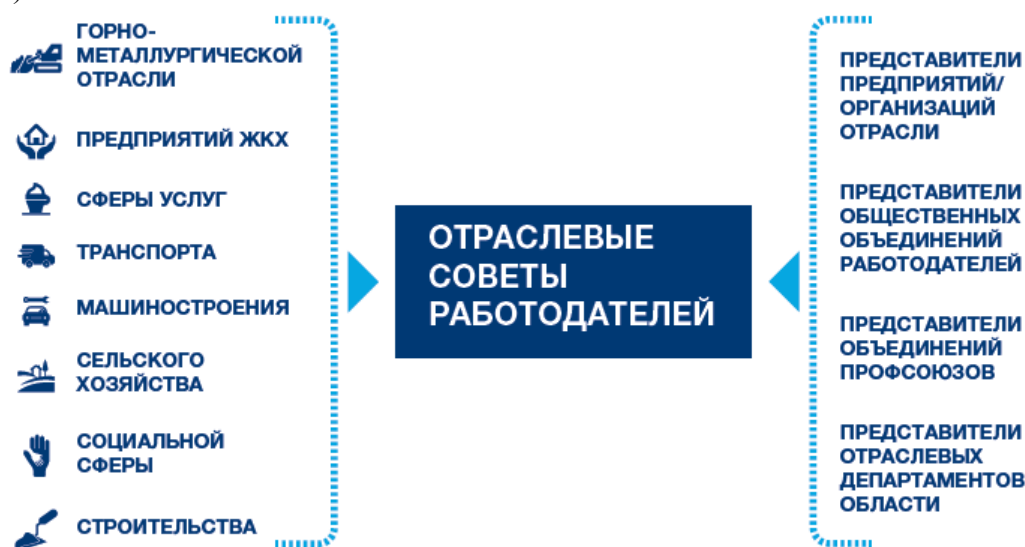 ГОРНО-
МЕТАЛЛУРГИЧЕСКОЙ
ОТРАСЛИ
ПРЕДПРИЯТИЙ ЖКХ
СФЕРЫ УСЛУГ
ТРАНСПОРТА
МАШИНОСТРОЕНИЯ
СЕЛЬСКОГО
ХОЗЯЙСТВА
СОЦИАЛЬНОЙ
СФЕРЫ
СТРОИТЕЛЬСТВА
ОТРАСЛЕВЫЕ
СОВЕТЫ
РАБОТОДАТЕЛЕЙ
ПРЕДСТАВИТЕЛИ
ПРЕДПРИЯТИЙ/
ОРГАНИЗАЦИЙ
ОТРАСЛИ
ПРЕДСТАВИТЕЛИ
ОБЩЕСТВЕННЫХ
ОБЪЕДИНЕНИЙ
РАБОТОДАТЕЛЕЙ
ПРЕДСТАВИТЕЛИ
ОБЪЕДИНЕНИЙ
ПРОФСОЮЗОВ
ПРЕДСТАВИТЕЛИ
ОТРАСЛЕВЫХ
ДЕПАРТАМЕНТОВ
ОБЛАСТИ